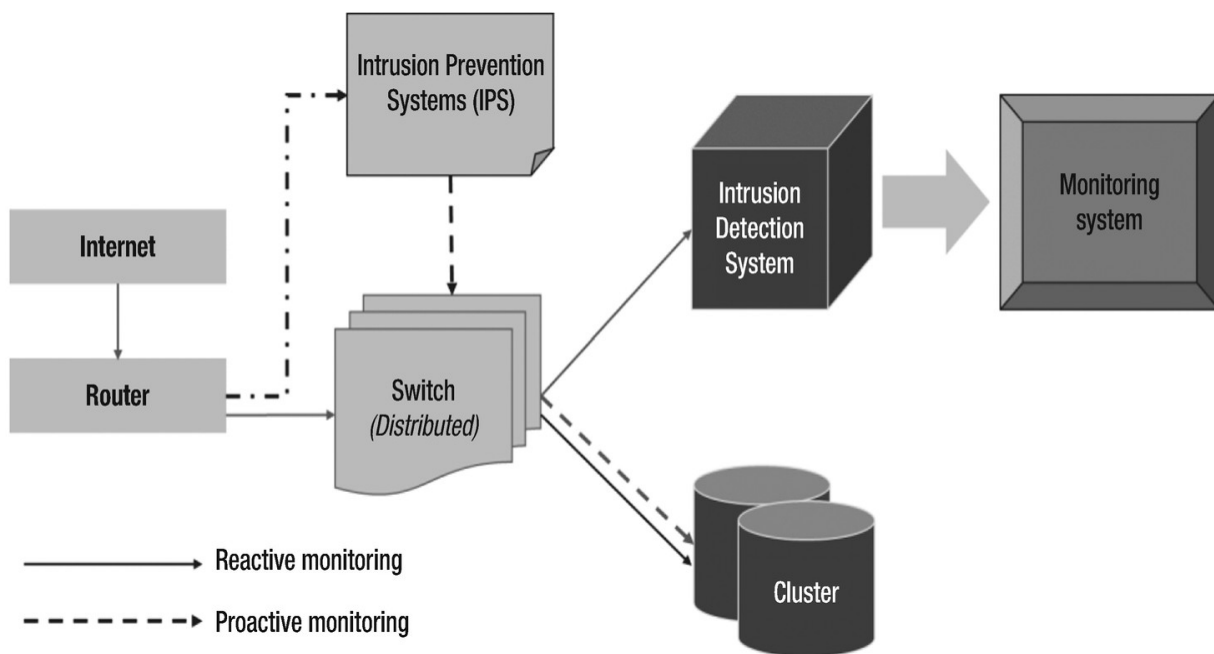 Intrusion Prevention
Systems (IPS)
Internet
Router
Switch
(Distributed)
Intrusion
Detection
System
Monitoring
system
Cluster
Reactive monitoring
Proactive monitoring